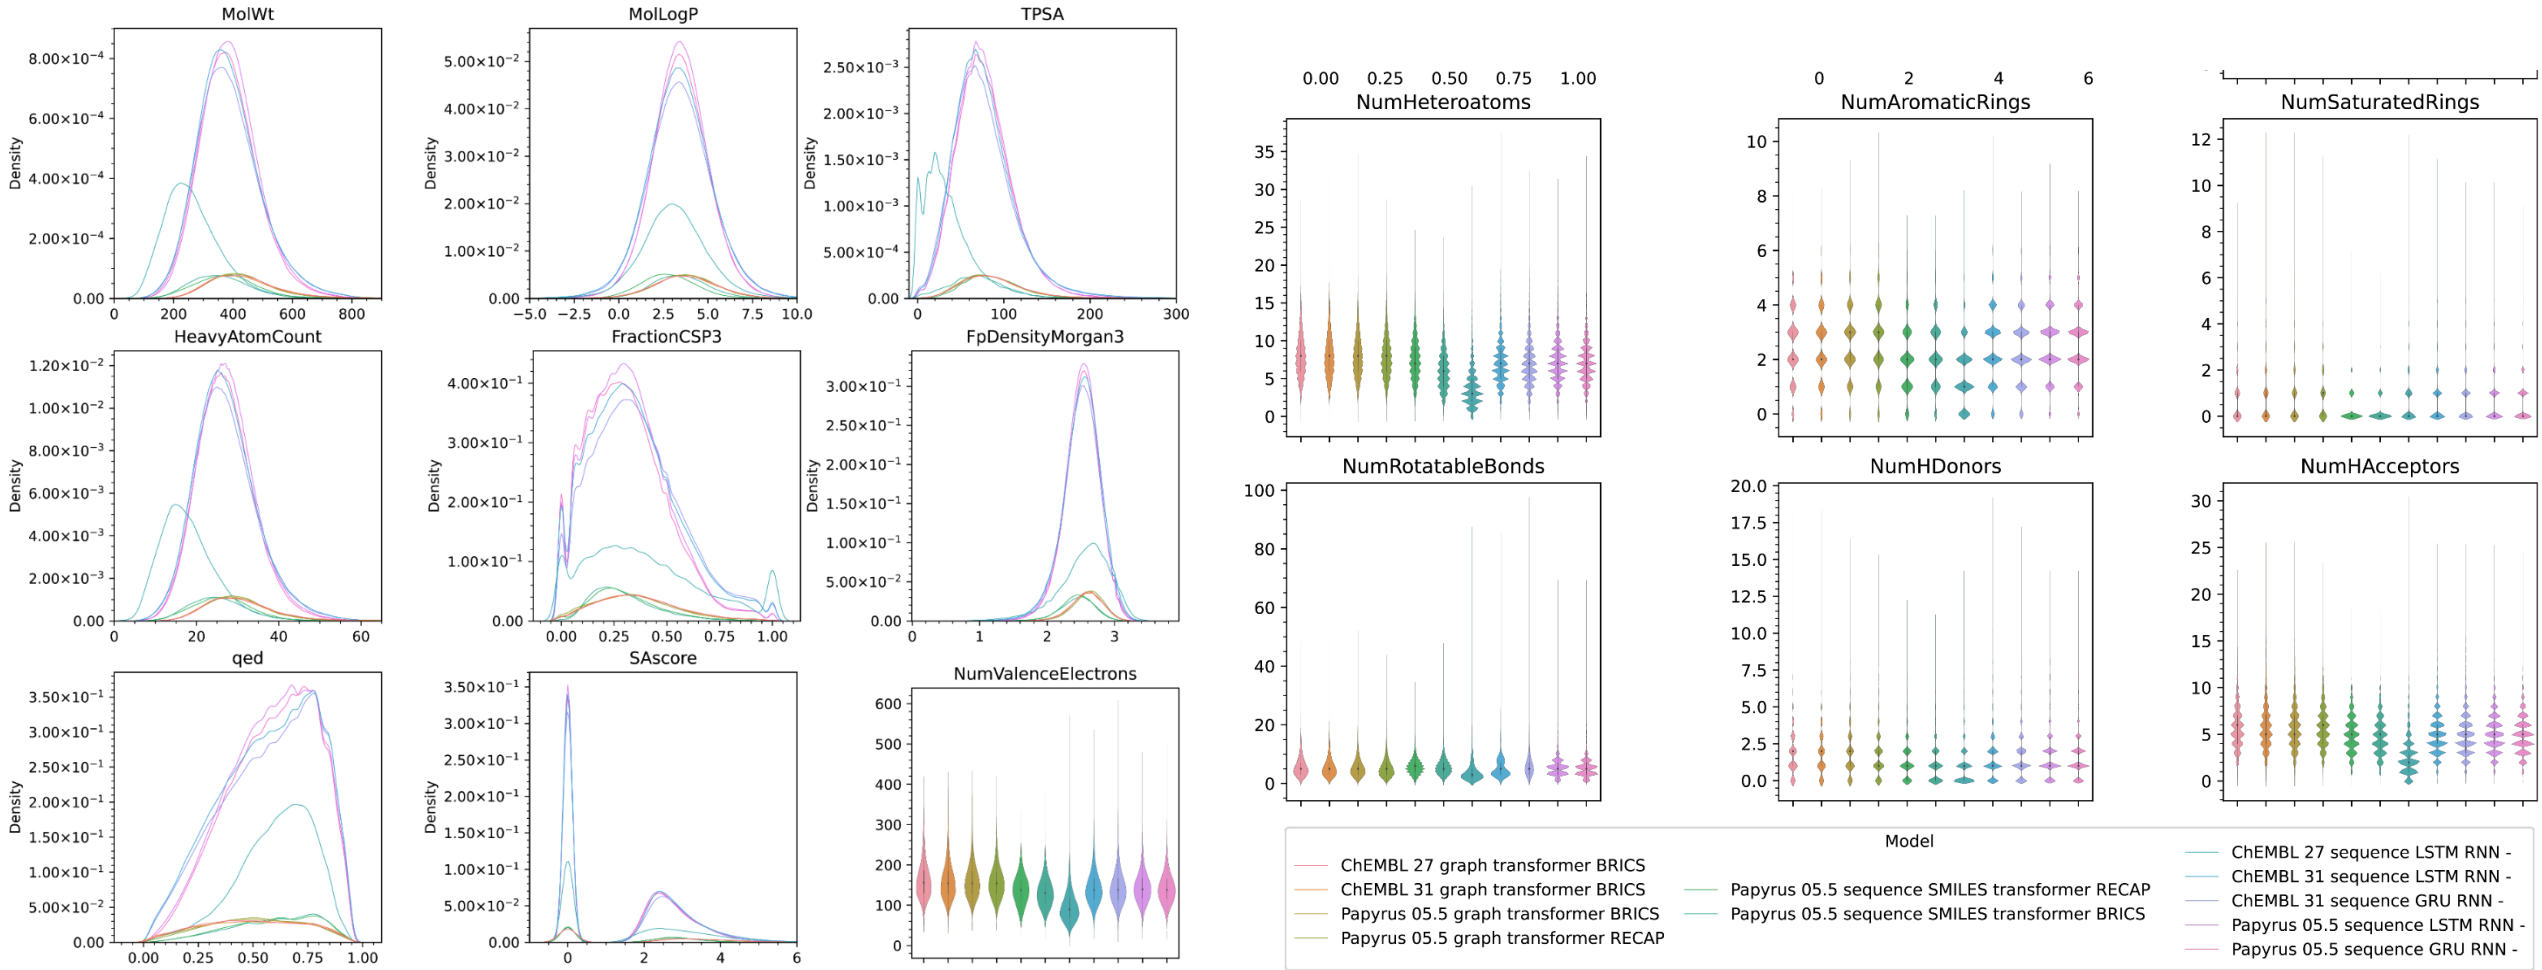 MolWt
Density
8.00×10⁻⁴
6.00×10⁻⁴
4.00×10⁻⁴
2.00×10⁻⁴
0.00
0 200 400 600 800
MolLogP
Density
5.00×10⁻²
4.00×10⁻²
3.00×10⁻²
2.00×10⁻²
1.00×10⁻²
0.00
−5.0 −2.5 0.0 2.5 5.0 7.5 10.0
TPSA
Density
2.50×10⁻³
2.00×10⁻³
1.50×10⁻³
1.00×10⁻³
5.00×10⁻⁴
0.00
0 100 200 300
HeavyAtomCount
Density
1.20×10⁻²
1.00×10⁻²
8.00×10⁻³
6.00×10⁻³
4.00×10⁻³
2.00×10⁻³
0.00
0 20 40 60
FractionCSP3
Density
4.00×10⁻¹
3.00×10⁻¹
2.00×10⁻¹
1.00×10⁻¹
0.00
0.00 0.25 0.50 0.75 1.00
FpDensityMorgan3
Density
3.00×10⁻¹
2.50×10⁻¹
2.00×10⁻¹
1.50×10⁻¹
1.00×10⁻¹
5.00×10⁻²
0.00
0 1 2 3
qed
Density
3.50×10⁻¹
3.00×10⁻¹
2.50×10⁻¹
2.00×10⁻¹
1.50×10⁻¹
1.00×10⁻¹
5.00×10⁻²
0.00
0.00 0.25 0.50 0.75 1.00
SAscore
Density
3.50×10⁻¹
3.00×10⁻¹
2.50×10⁻¹
2.00×10⁻¹
1.50×10⁻¹
1.00×10⁻¹
5.00×10⁻²
0.00
0 2 4 6
NumValenceElectrons
600
500
400
300
200
100
0
0.00 0.25 0.50 0.75 1.00
NumHeteroatoms
35
30
25
20
15
10
5
0
0 2 4 6
NumAromaticRings
10
8
6
4
2
0
NumSaturatedRings
12
10
8
6
4
2
0
NumRotatableBonds
100
80
60
40
20
0
NumHDonors
20.0
17.5
15.0
12.5
10.0
7.5
5.0
2.5
0.0
NumHAcceptors
30
25
20
15
10
5
0
Model
ChEMBL 27 graph transformer BRICS
ChEMBL 31 graph transformer BRICS
Papyrus 05.5 graph transformer BRICS
Papyrus 05.5 graph transformer RECAP
Papyrus 05.5 sequence SMILES transformer RECAP
Papyrus 05.5 sequence SMILES transformer BRICS
ChEMBL 27 sequence LSTM RNN -
ChEMBL 31 sequence LSTM RNN -
ChEMBL 31 sequence GRU RNN -
Papyrus 05.5 sequence LSTM RNN -
Papyrus 05.5 sequence GRU RNN -